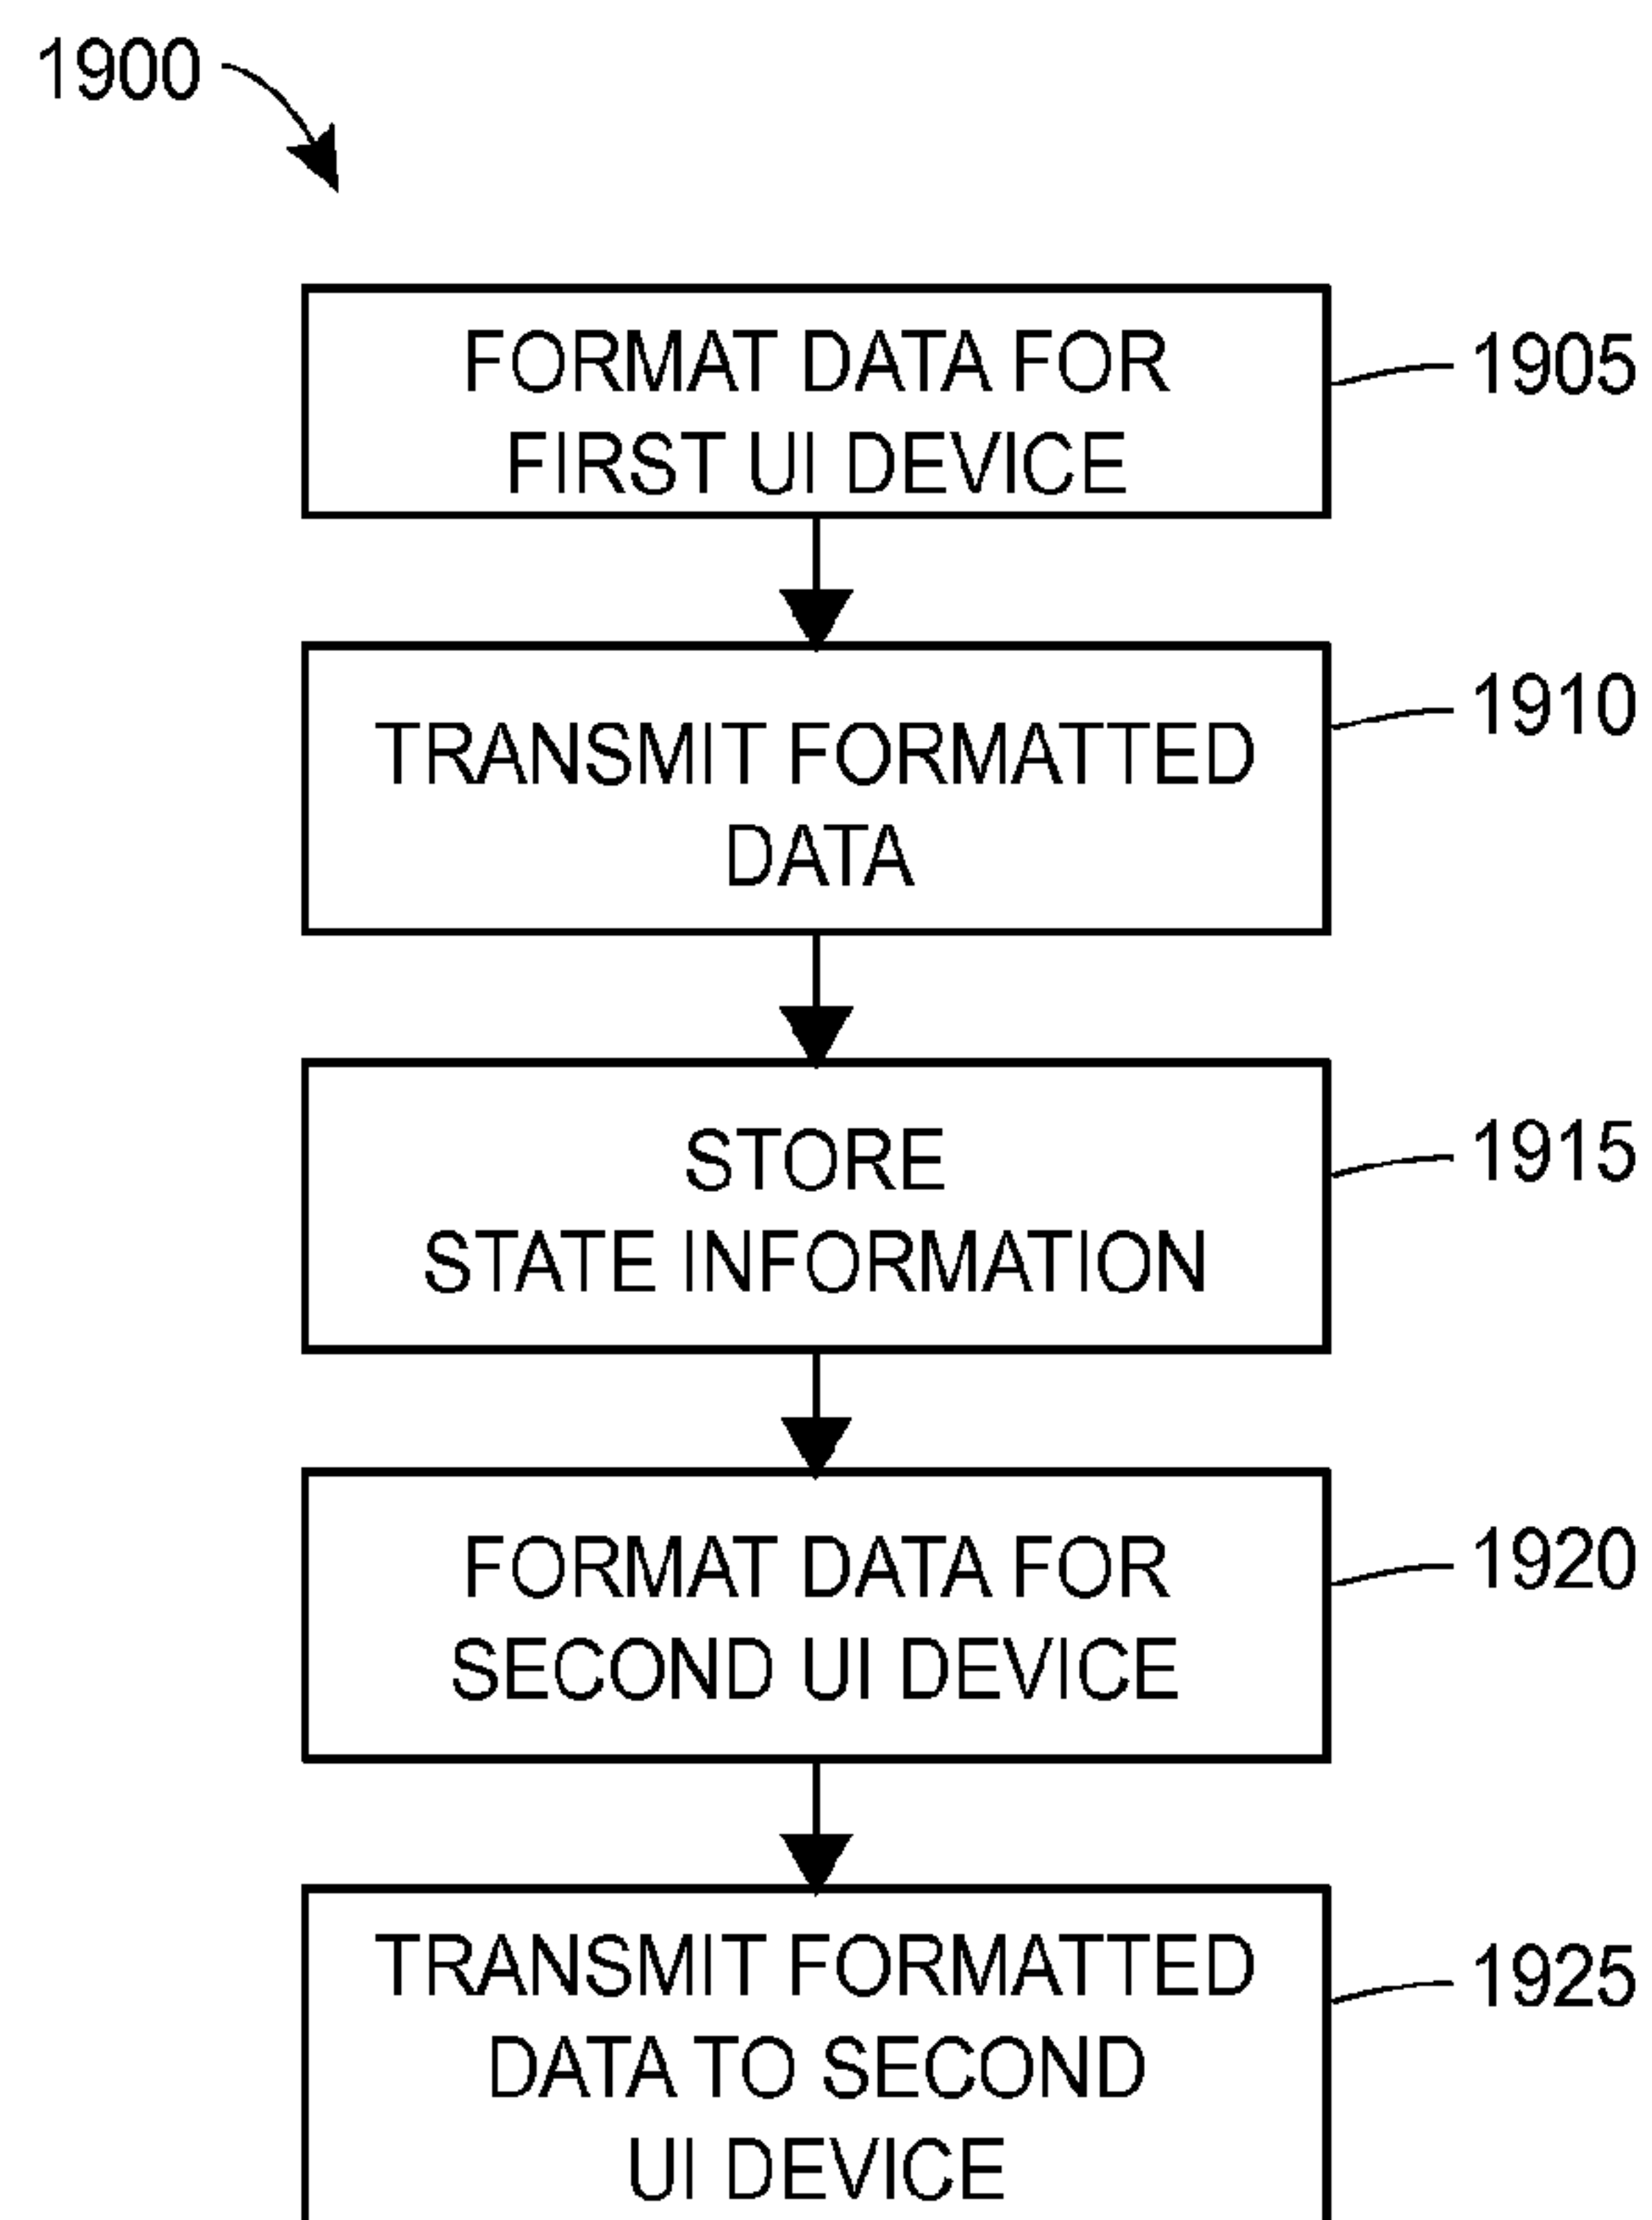 1900
FORMAT DATA FOR
FIRST UI DEVICE
1905
TRANSMIT FORMATTED
DATA
1910
STORE
STATE INFORMATION
1915
FORMAT DATA FOR
SECOND UI DEVICE
1920
TRANSMIT FORMATTED
DATA TO SECOND
UI DEVICE
1925